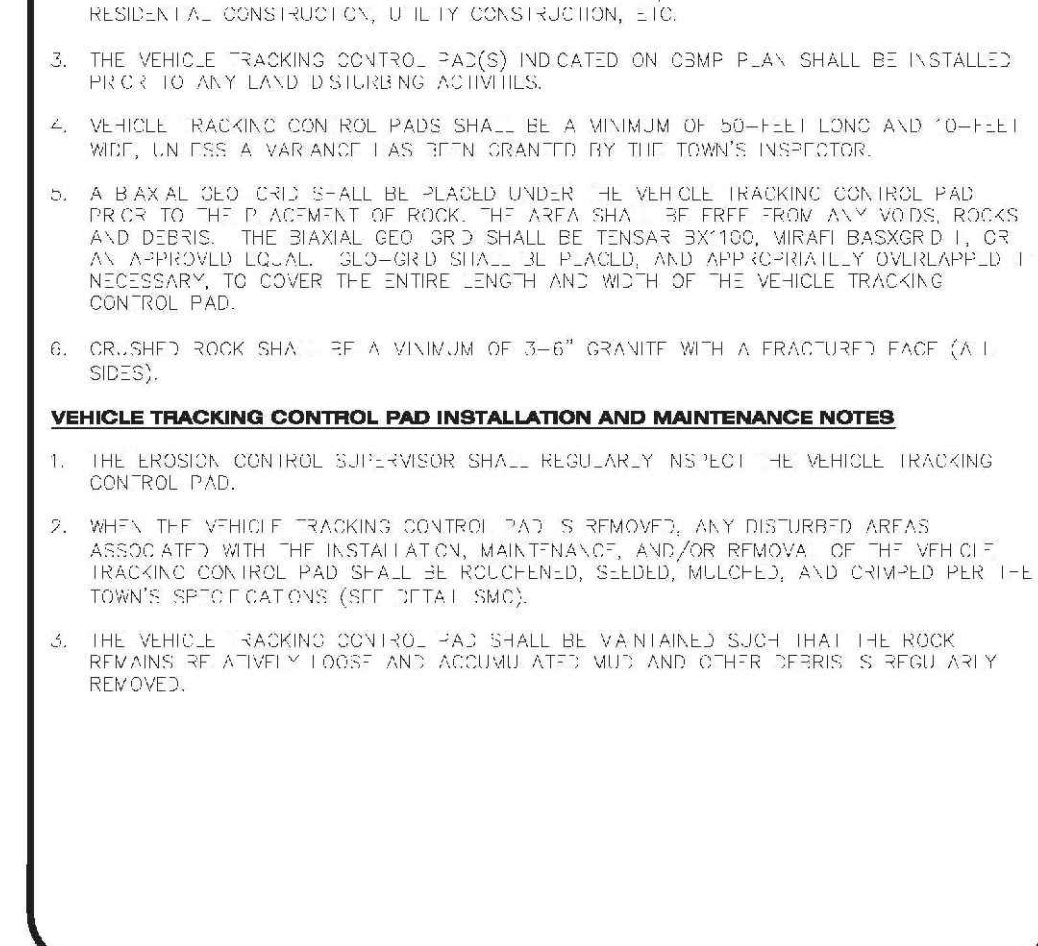 RESIDENTIAL CONSTRUCTION, UTILITY CONSTRUCTION, ETC.
3. THE VEHICLE TRACKING CONTROL PAD(S) INDICATED ON CBMP PLAN SHALL BE INSTALLED
PRIOR TO ANY LAND DISTURBING ACTIVITIES.
4. VEHICLE TRACKING CONTROL PADS SHALL BE A MINIMUM OF 50-FEET LONG AND 10-FEET
WIDE, UNLESS A VARIANCE HAS BEEN GRANTED BY THE TOWN'S INSPECTOR.
5. A BIAXIAL GEO GRID SHALL BE PLACED UNDER THE VEHICLE TRACKING CONTROL PAD
PRIOR TO THE PLACEMENT OF ROCK. THE AREA SHALL BE FREE FROM ANY VOIDS, ROCKS
AND DEBRIS. THE BIAXIAL GEO GRID SHALL BE TENSAR BX1100, MIRAFI BASXGRID I, OR
AN APPROVED EQUAL. GEO-GRID SHALL BE PLACED, AND APPROPRIATELY OVERLAPPED IF
NECESSARY, TO COVER THE ENTIRE LENGTH AND WIDTH OF THE VEHICLE TRACKING
CONTROL PAD.
6. CRUSHED ROCK SHALL BE A MINIMUM OF 3-6" GRANITE WITH A FRACTURED FACE (ALL
SIDES).
VEHICLE TRACKING CONTROL PAD INSTALLATION AND MAINTENANCE NOTES
1. THE EROSION CONTROL SUPERVISOR SHALL REGULARLY INSPECT THE VEHICLE TRACKING
CONTROL PAD.
2. WHEN THE VEHICLE TRACKING CONTROL PAD IS REMOVED, ANY DISTURBED AREAS
ASSOCIATED WITH THE INSTALLATION, MAINTENANCE, AND/OR REMOVAL OF THE VEHICLE
TRACKING CONTROL PAD SHALL BE ROUGHENED, SEEDED, MULCHED, AND CRIMPED PER THE
TOWN'S SPECIFICATIONS (SEE DETAIL SMC).
3. THE VEHICLE TRACKING CONTROL PAD SHALL BE MAINTAINED SUCH THAT THE ROCK
REMAINS RELATIVELY LOOSE AND ACCUMULATED MUD AND OTHER DEBRIS IS REGULARLY
REMOVED.